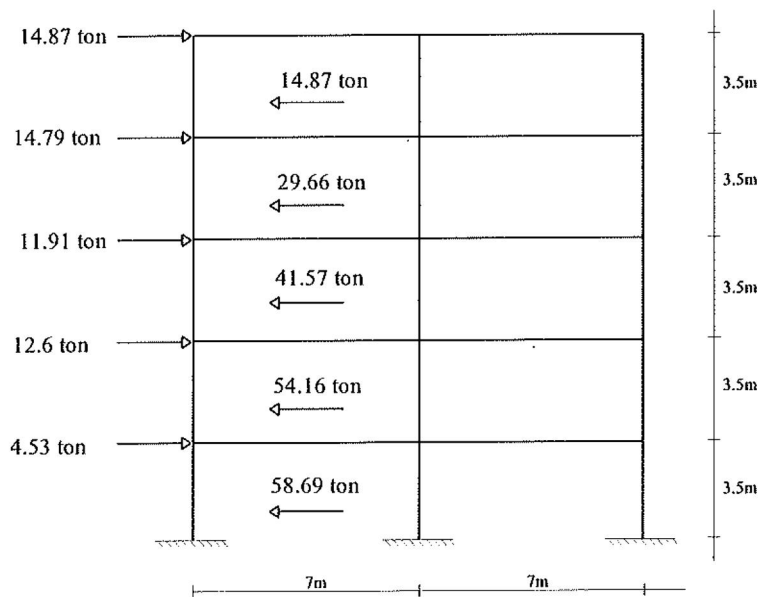 14.87 ton
14.87 ton
3.5m
14.79 ton
29.66 ton
3.5m
11.91 ton
41.57 ton
3.5m
12.6 ton
54.16 ton
3.5m
4.53 ton
58.69 ton
3.5m
7m
7m